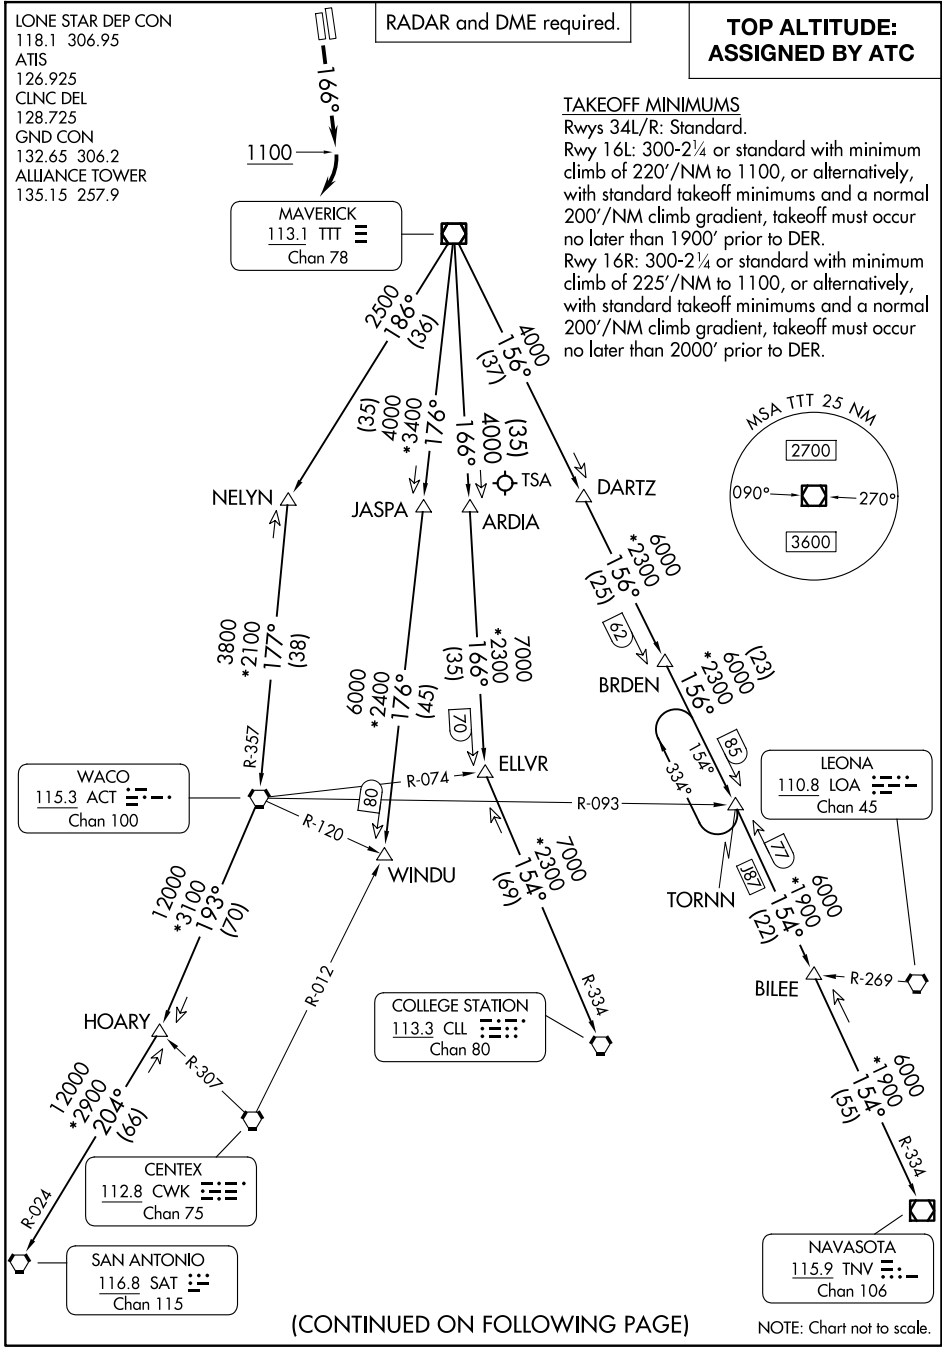 LONE STAR DEP CON
118.1 306.95
ATIS
126.925
CLNC DEL
128.725
GND CON
132.65 306.2
ALLIANCE TOWER
135.15 257.9
RADAR and DME required.
TOP ALTITUDE:
ASSIGNED BY ATC
TAKEOFF MINIMUMS
Rwys 34L/R: Standard.
Rwy 16L: 300-2¼ or standard with minimum
climb of 220'/NM to 1100, or alternatively,
with standard takeoff minimums and a normal
200'/NM climb gradient, takeoff must occur
no later than 1900' prior to DER.
Rwy 16R: 300-2¼ or standard with minimum
climb of 225'/NM to 1100, or alternatively,
with standard takeoff minimums and a normal
200'/NM climb gradient, takeoff must occur
no later than 2000' prior to DER.
166°
1100
MAVERICK
113.1 TTT
Chan 78
2500
186°
(36)
(35)
4000
*3400
176°
(35)
4000
166°
4000
156°
(37)
MSA TTT 25 NM
2700
090°
270°
3600
NELYN
JASPA
ARDIA
TSA
DARTZ
6000
*2300
156°
(25)
62
BRDEN
(23)
6000
*2300
156°
85
154°
334°
3800
*2100
177°
(38)
R-357
6000
*2400
176°
(45)
80
7000
*2300
166°
(35)
70
ELLVR
WACO
115.3 ACT
Chan 100
R-074
R-093
R-120
WINDU
LEONA
110.8 LOA
Chan 45
TORNN
77
J87
6000
*1900
154°
(22)
BILEE
R-269
12000
*3100
193°
(70)
HOARY
R-012
R-307
7000
*2300
154°
(69)
R-334
COLLEGE STATION
113.3 CLL
Chan 80
12000
*2900
204°
(66)
R-024
CENTEX
112.8 CWK
Chan 75
6000
*1900
154°
(55)
R-334
SAN ANTONIO
116.8 SAT
Chan 115
NAVASOTA
115.9 TNV
Chan 106
(CONTINUED ON FOLLOWING PAGE)
NOTE: Chart not to scale.